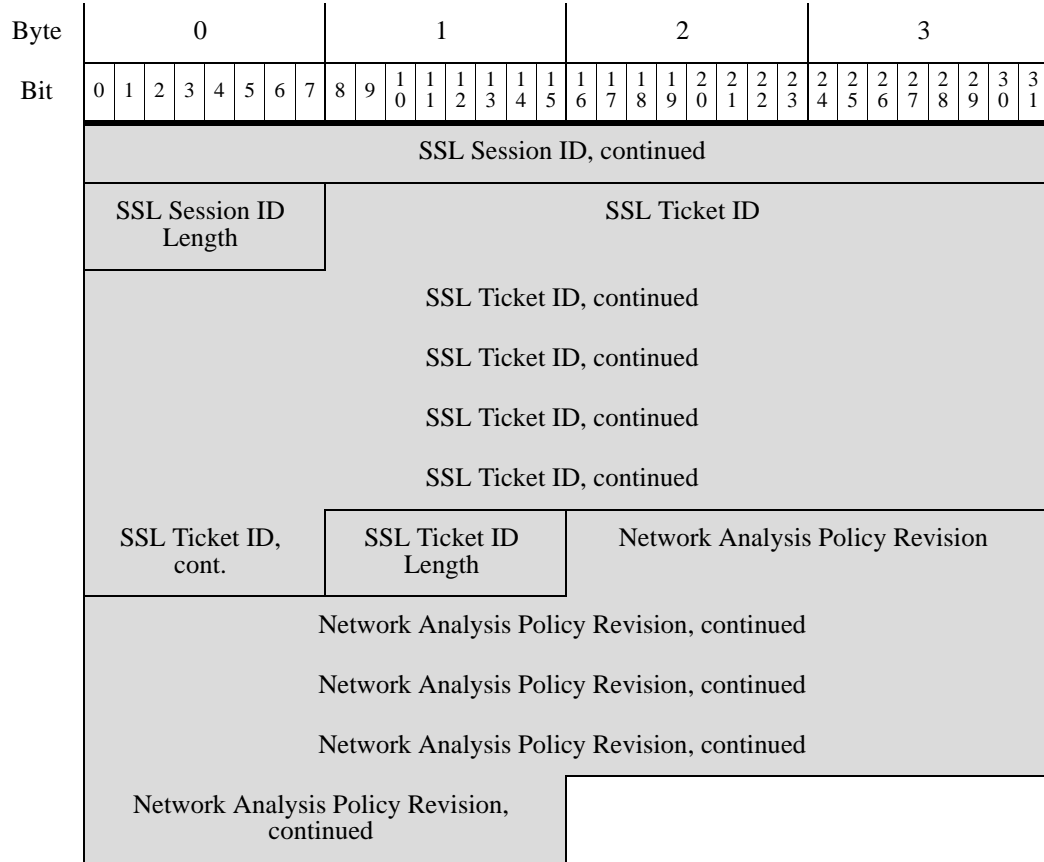 Byte 0 1 2 3
Bit 0 1 2 3 4 5 6 7 8 9 10 11 12 13 14 15 16 17 18 19 20 21 22 23 24 25 26 27 28 29 30 31
SSL Session ID, continued
SSL Session ID
Length
SSL Ticket ID
SSL Ticket ID, continued
SSL Ticket ID, continued
SSL Ticket ID, continued
SSL Ticket ID, continued
SSL Ticket ID,
cont.
SSL Ticket ID
Length
Network Analysis Policy Revision
Network Analysis Policy Revision, continued
Network Analysis Policy Revision, continued
Network Analysis Policy Revision, continued
Network Analysis Policy Revision,
continued